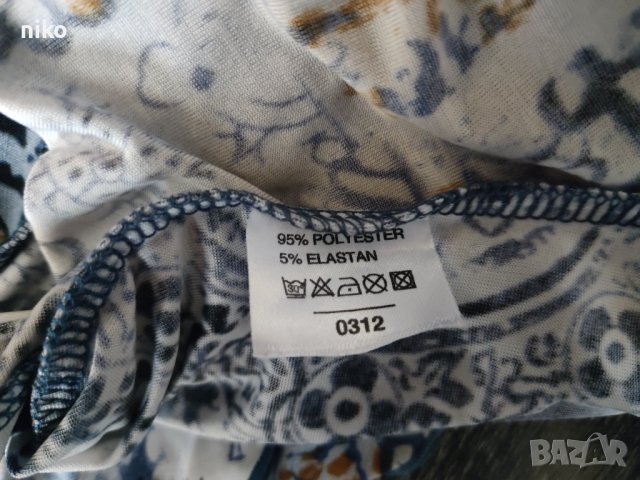 niko
95% POLYESTER
5% ELASTAN
0312
BAZAR